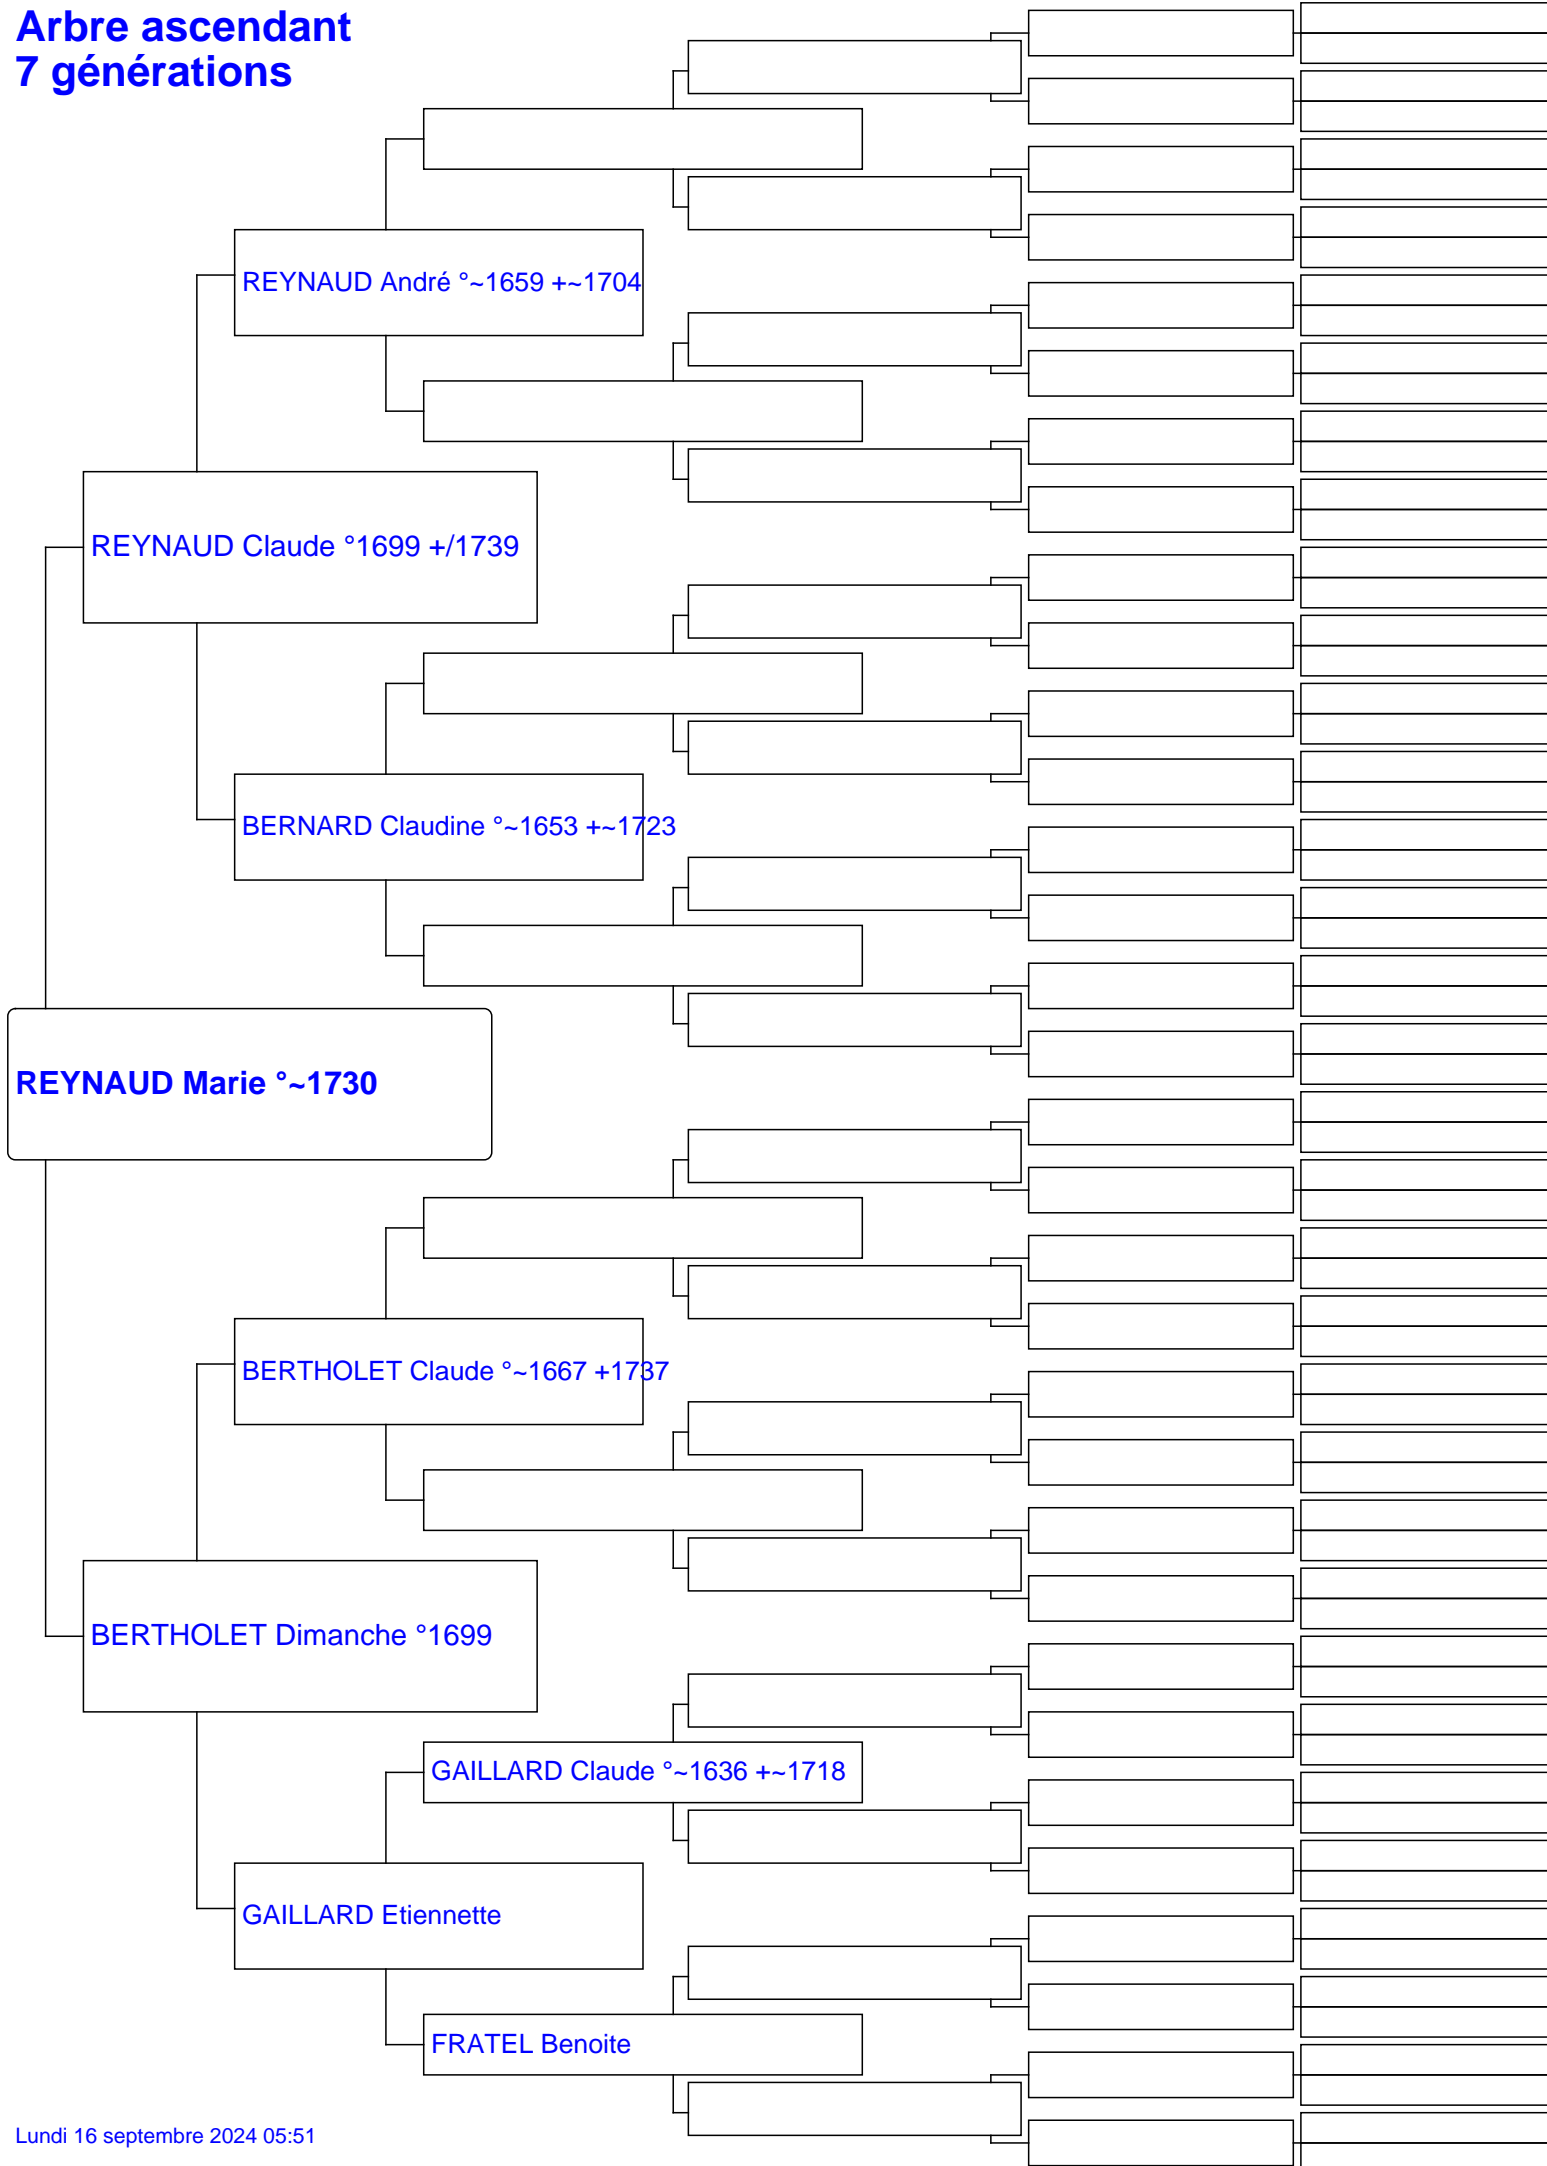 Arbre ascendant
7 générations
REYNAUD André °~1659 +~1704
REYNAUD Claude °1699 +/1739
BERNARD Claudine °~1653 +~1723
REYNAUD Marie °~1730
BERTHOLET Claude °~1667 +1737
BERTHOLET Dimanche °1699
GAILLARD Claude °~1636 +~1718
GAILLARD Etiennette
FRATEL Benoite
Lundi 16 septembre 2024 05:51